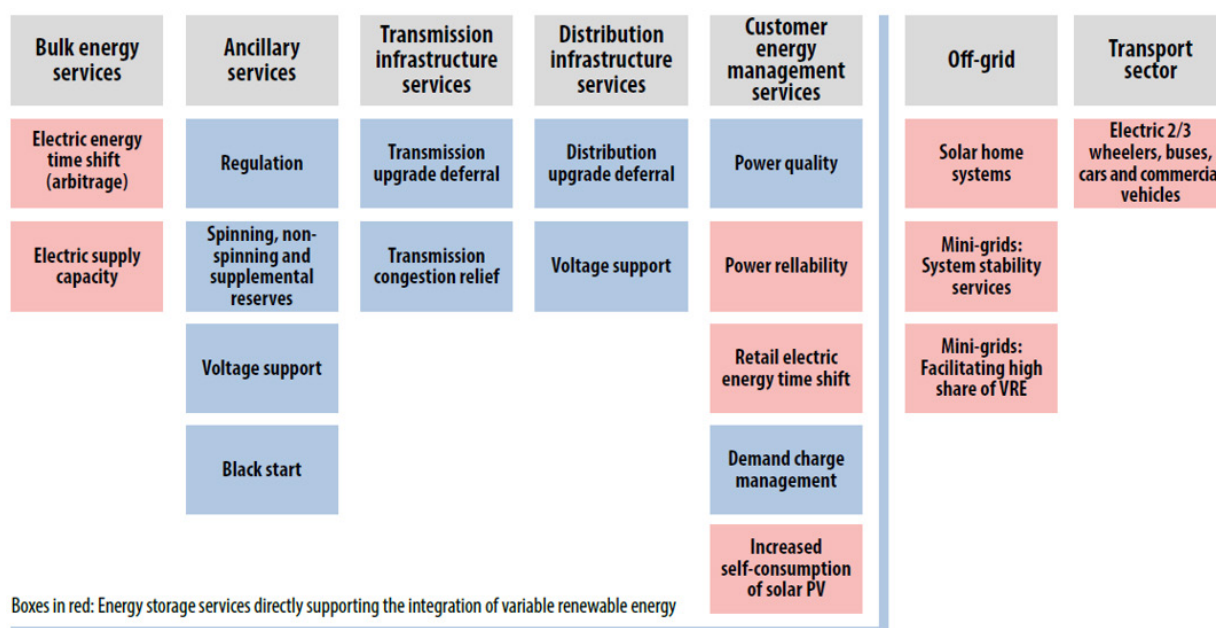 Bulk energy
services
Ancillary
services
Transmission
infrastructure
services
Distribution
infrastructure
services
Customer
energy
management
services
Off-grid
Transport
sector
Electric energy
time shift
(arbitrage)
Electric supply
capacity
Regulation
Spinning, non-
spinning and
supplemental
reserves
Voltage support
Black start
Transmission
upgrade deferral
Transmission
congestion relief
Distribution
upgrade deferral
Voltage support
Power quality
Power rellability
Retail electric
energy time shift
Demand charge
management
Increased
self-consumption
of solar PV
Solar home
systems
Mini-grids:
System stability
services
Mini-grids:
Facilitating high
share of VRE
Electric 2/3
wheelers, buses,
cars and commercia
vehicles
Boxes in red: Energy storage services directly supporting the integration of variable renewable energy